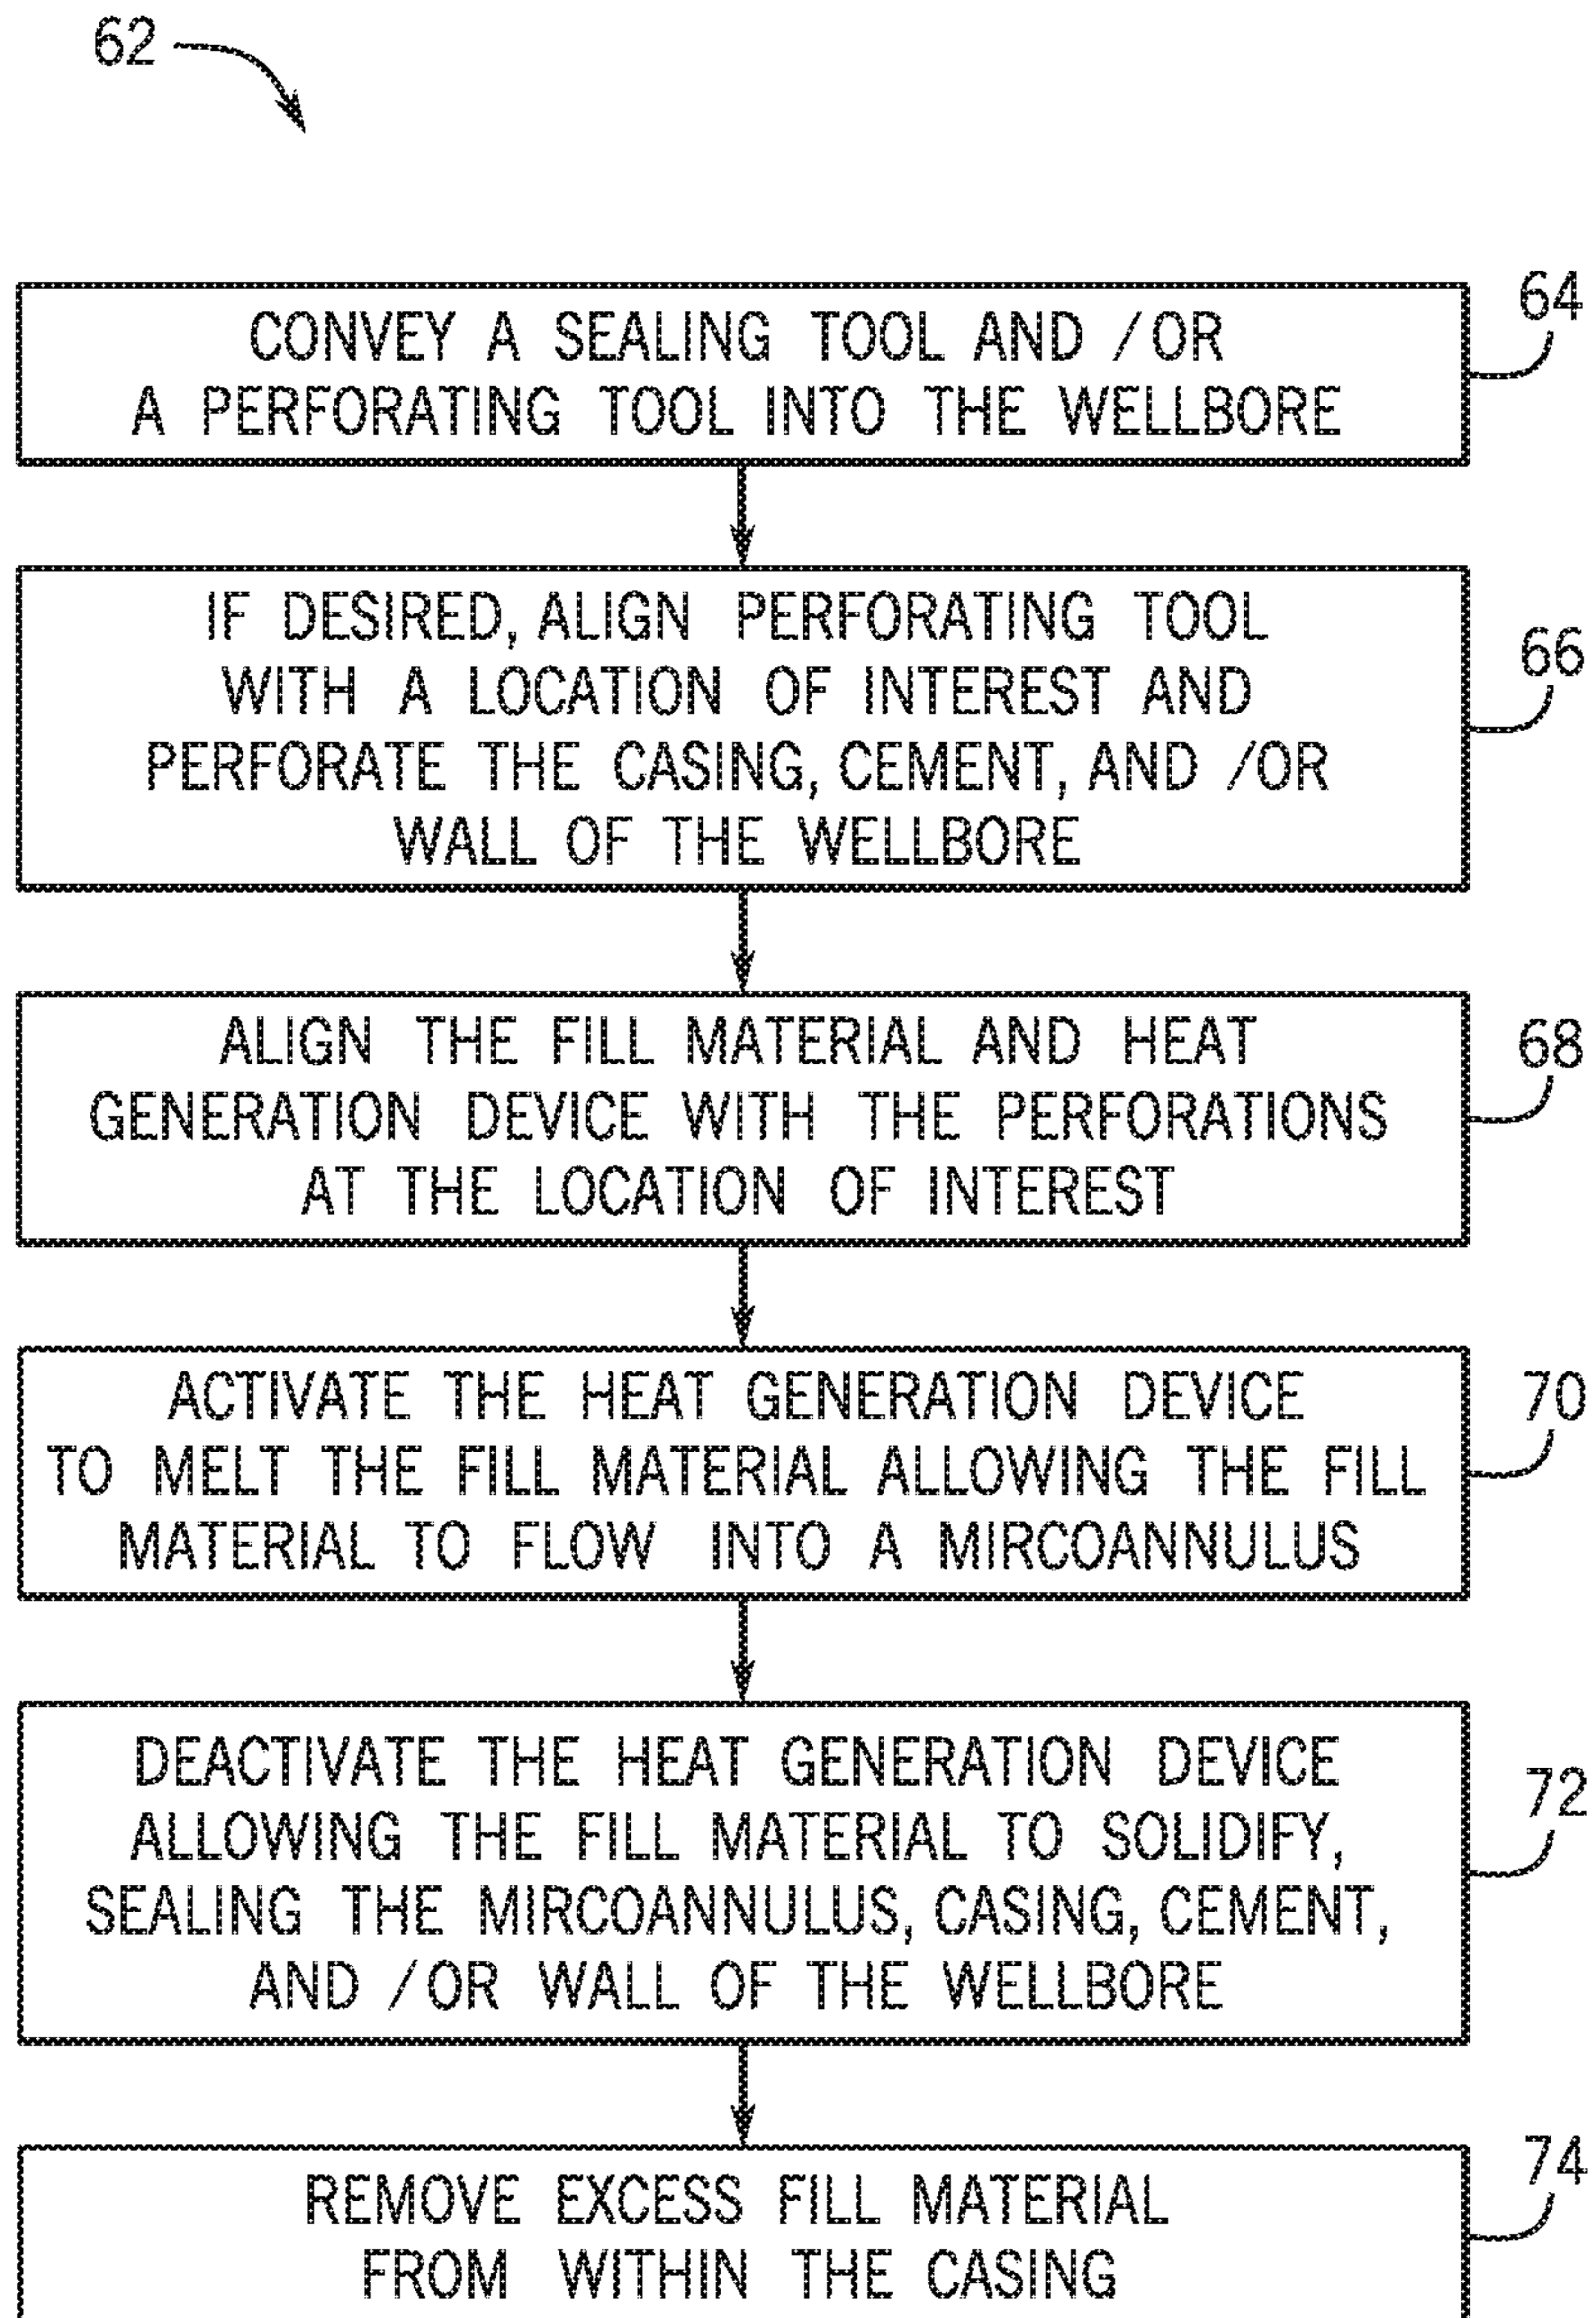 62
CONVEY A SEALING TOOL AND /OR
A PERFORATING TOOL INTO THE WELLBORE
64
IF DESIRED, ALIGN PERFORATING TOOL
WITH A LOCATION OF INTEREST AND
PERFORATE THE CASING, CEMENT, AND /OR
WALL OF THE WELLBORE
66
ALIGN THE FILL MATERIAL AND HEAT
GENERATION DEVICE WITH THE PERFORATIONS
AT THE LOCATION OF INTEREST
68
ACTIVATE THE HEAT GENERATION DEVICE
TO MELT THE FILL MATERIAL ALLOWING THE FILL
MATERIAL TO FLOW INTO A MIRCOANNULUS
70
DEACTIVATE THE HEAT GENERATION DEVICE
ALLOWING THE FILL MATERIAL TO SOLIDIFY,
SEALING THE MIRCOANNULUS, CASING, CEMENT,
AND /OR WALL OF THE WELLBORE
72
REMOVE EXCESS FILL MATERIAL
FROM WITHIN THE CASING
74